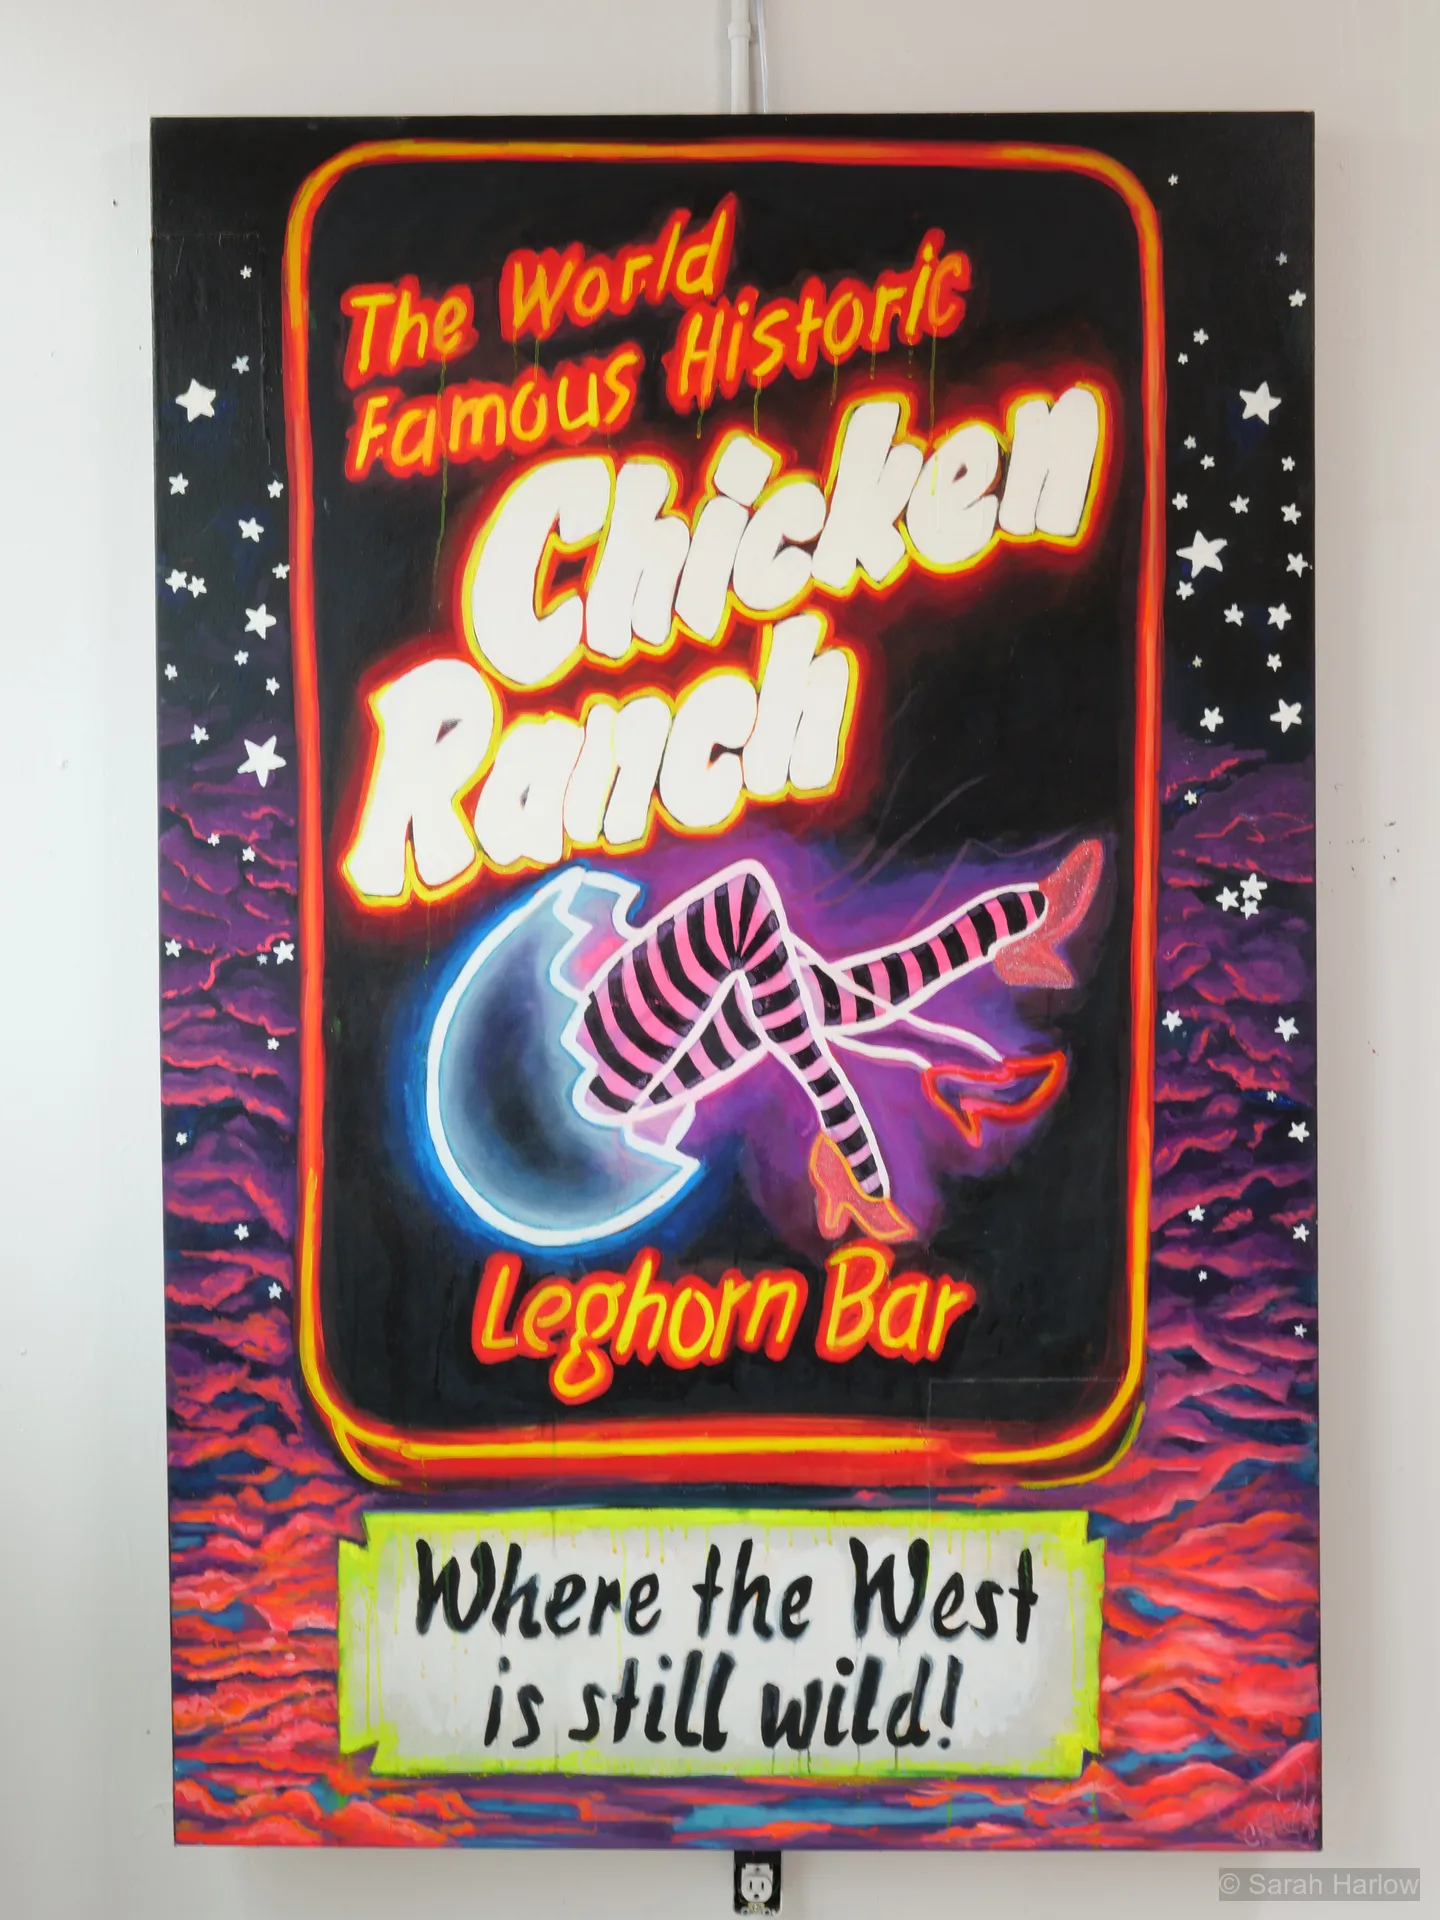 The World
Famous Historic
Chicken
Ranch
Leghorn Bar
Where the West
is still wild!
© Sarah Harlow